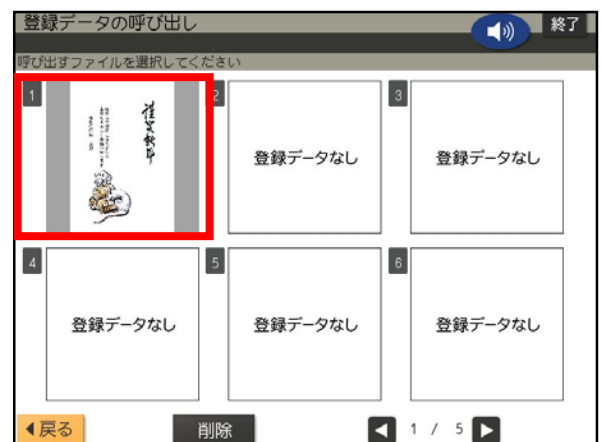 登録データの呼び出し
終了
呼び出すファイルを選択してください
1
謹賀新年
2
登録データなし
3
登録データなし
4
登録データなし
5
登録データなし
6
登録データなし
戻る
削除
1 / 5